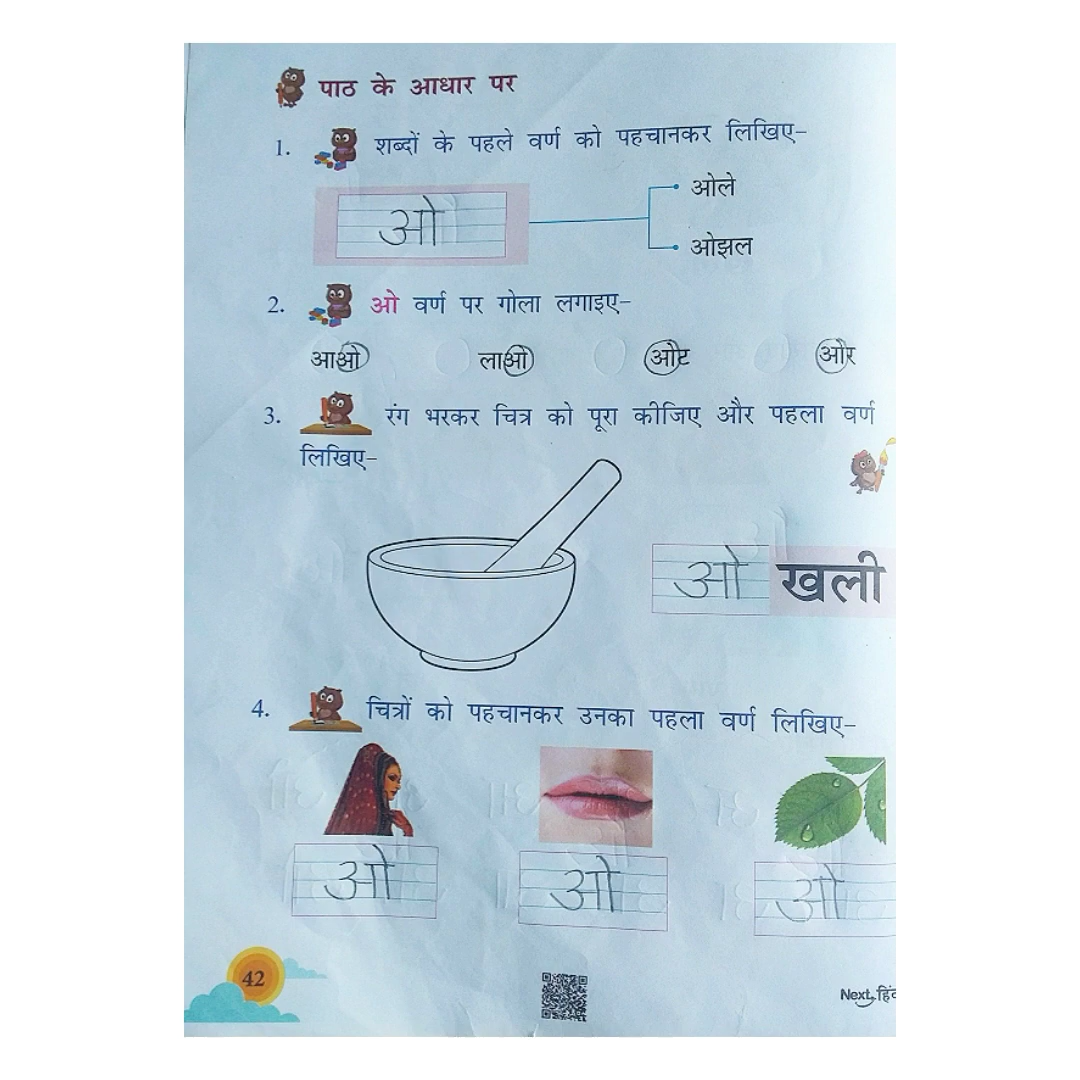 पाठ के आधार पर
1. शब्दों के पहले वर्ण को पहचानकर लिखिए-
ओले
ओ
ओझल
2. ओ वर्ण पर गोला लगाइए-
आओ लाओ ओट ओर
3. रंग भरकर चित्र को पूरा कीजिए और पहला वर्ण
लिखिए-
ओ खली
4. चित्रों को पहचानकर उनका पहला वर्ण लिखिए-
ओ ओ ओ
42
Next